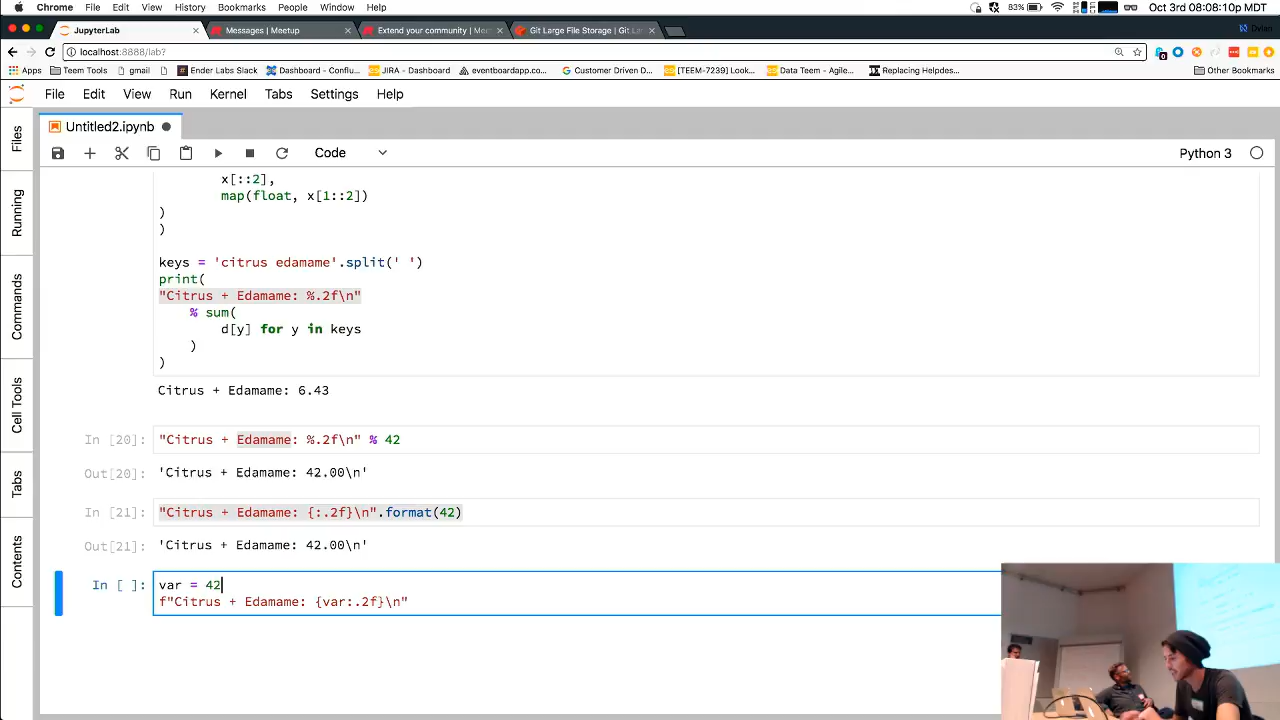 Chrome File Edit View History Bookmarks People Window Help 83% Oct 3rd 08:08:10p MDT
JupyterLab Messages | Meetup Extend your community | Mee Git Large File Storage | Git Lar Dylan
localhost:8888/lab?
Apps Teem Tools gmail Ender Labs Slack Dashboard - Conflu... JIRA - Dashboard eventboardapp.co... Customer Driven D... [TEEM-7239] Look... Data Teem - Agile... Replacing Helpdes... Other Bookmarks
File Edit View Run Kernel Tabs Settings Help
Files
Running
Commands
Cell Tools
Tabs
Contents
Untitled2.ipynb
Code Python 3
x[::2],
map(float, x[1::2])
)
)
keys = 'citrus edamame'.split(' ')
print(
"Citrus + Edamame: %.2f\n"
% sum(
d[y] for y in keys
)
)
Citrus + Edamame: 6.43
In [20]: "Citrus + Edamame: %.2f\n" % 42
Out[20]: 'Citrus + Edamame: 42.00\n'
In [21]: "Citrus + Edamame: {:.2f}\n".format(42)
Out[21]: 'Citrus + Edamame: 42.00\n'
In [ ]: var = 42
f"Citrus + Edamame: {var:.2f}\n"